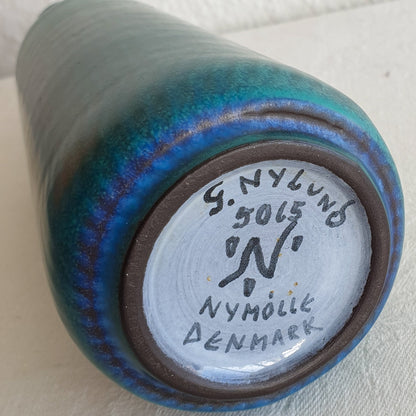 G. NYLUND
5015
"N"
NYMÖLLE
DENMARK